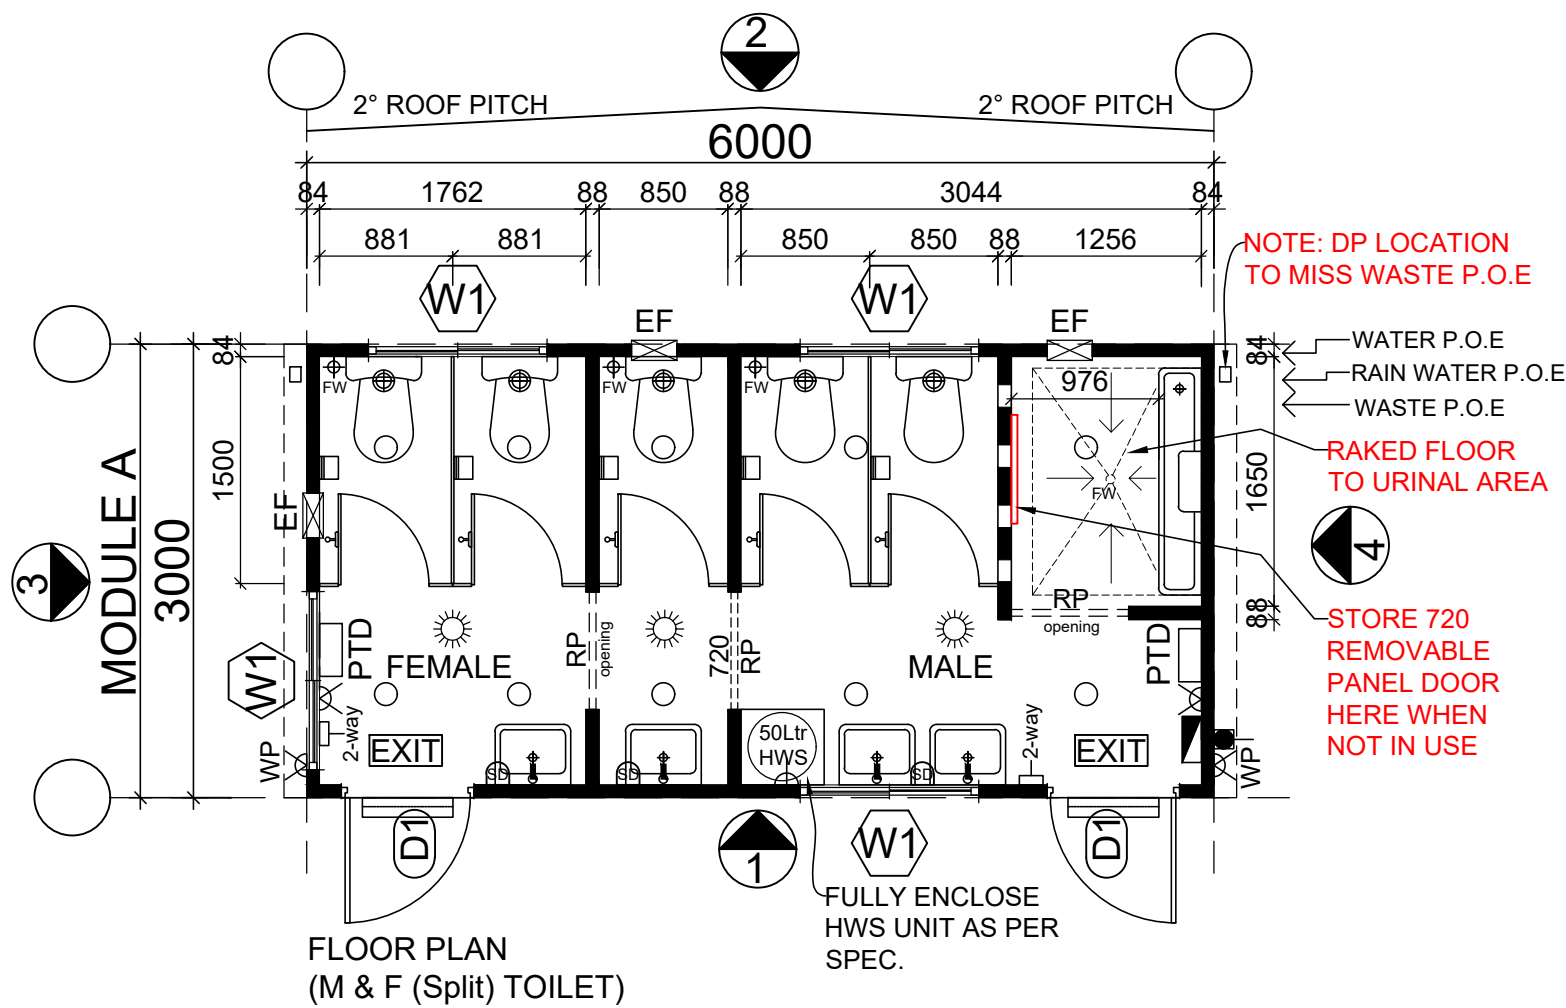 2
2° ROOF PITCH
2° ROOF PITCH
6000
84
1762
88
850
88
3044
84
881
881
850
850
88
1256
NOTE: DP LOCATION
TO MISS WASTE P.O.E
W1
W1
EF
EF
84
84
WATER P.O.E
RAIN WATER P.O.E
WASTE P.O.E
FW
FW
FW
976
1500
1650
RAKED FLOOR
TO URINAL AREA
FW
EF
MODULE A
3000
3
4
RP
opening
88
STORE 720
REMOVABLE
PANEL DOOR
HERE WHEN
NOT IN USE
PTD
FEMALE
RP
opening
720
RP
MALE
PTD
W1
2-way
WP
EXIT
SD
SD
50Ltr
HWS
SD
2-way
EXIT
WP
D1
1
W1
D1
FULLY ENCLOSE
HWS UNIT AS PER
SPEC.
FLOOR PLAN
(M & F (Split) TOILET)